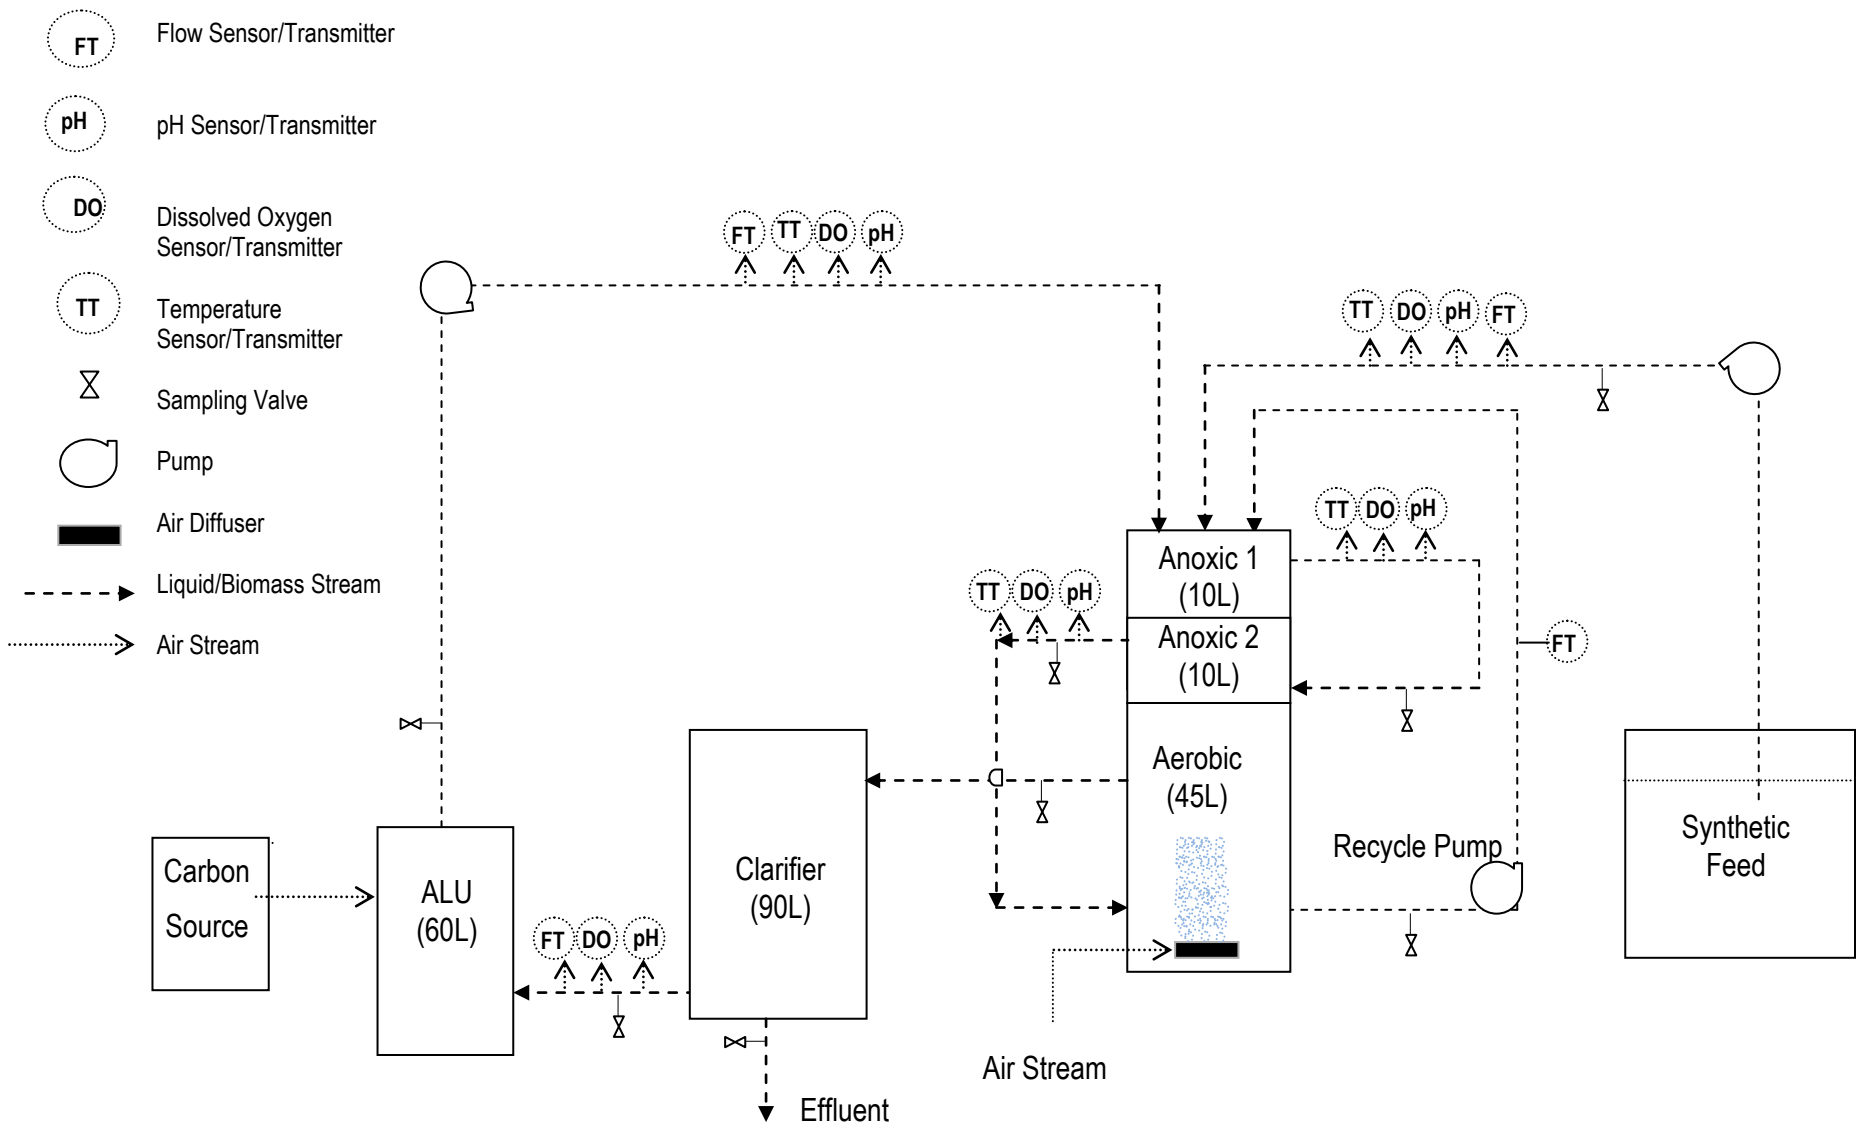 FT
Flow Sensor/Transmitter
pH
pH Sensor/Transmitter
DO
Dissolved Oxygen
Sensor/Transmitter
TT
Temperature
Sensor/Transmitter
Sampling Valve
Pump
Air Diffuser
Liquid/Biomass Stream
Air Stream
FT TT DO pH
TT DO pH FT
TT DO pH
TT DO pH
FT
Anoxic 1
(10L)
Anoxic 2
(10L)
Aerobic
(45L)
Recycle Pump
Synthetic
Feed
Clarifier
(90L)
Carbon
Source
ALU
(60L)
FT DO pH
Air Stream
Effluent